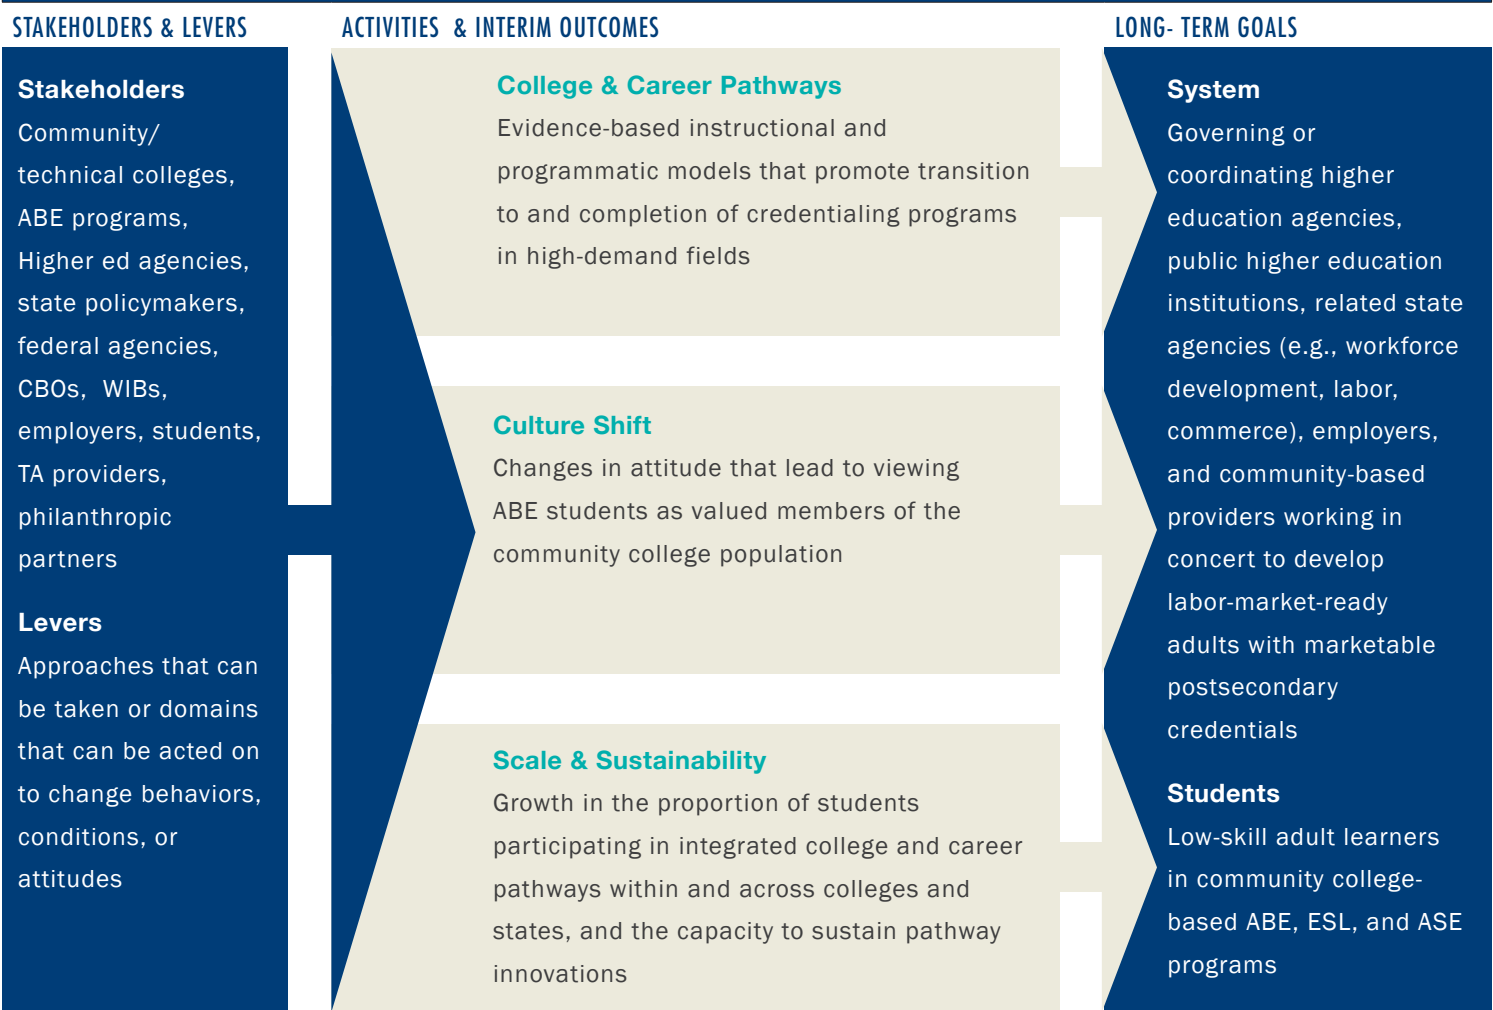 STAKEHOLDERS & LEVERS
ACTIVITIES & INTERIM OUTCOMES
LONG- TERM GOALS
Stakeholders
Community/
technical colleges,
ABE programs,
Higher ed agencies,
state policymakers,
federal agencies,
CBOs, WIBs,
employers, students,
TA providers,
philanthropic
partners
Levers
Approaches that can
be taken or domains
that can be acted on
to change behaviors,
conditions, or
attitudes
College & Career Pathways
Evidence-based instructional and
programmatic models that promote transition
to and completion of credentialing programs
in high-demand fields
Culture Shift
Changes in attitude that lead to viewing
ABE students as valued members of the
community college population
Scale & Sustainability
Growth in the proportion of students
participating in integrated college and career
pathways within and across colleges and
states, and the capacity to sustain pathway
innovations
System
Governing or
coordinating higher
education agencies,
public higher education
institutions, related state
agencies (e.g., workforce
development, labor,
commerce), employers,
and community-based
providers working in
concert to develop
labor-market-ready
adults with marketable
postsecondary
credentials
Students
Low-skill adult learners
in community college-
based ABE, ESL, and ASE
programs